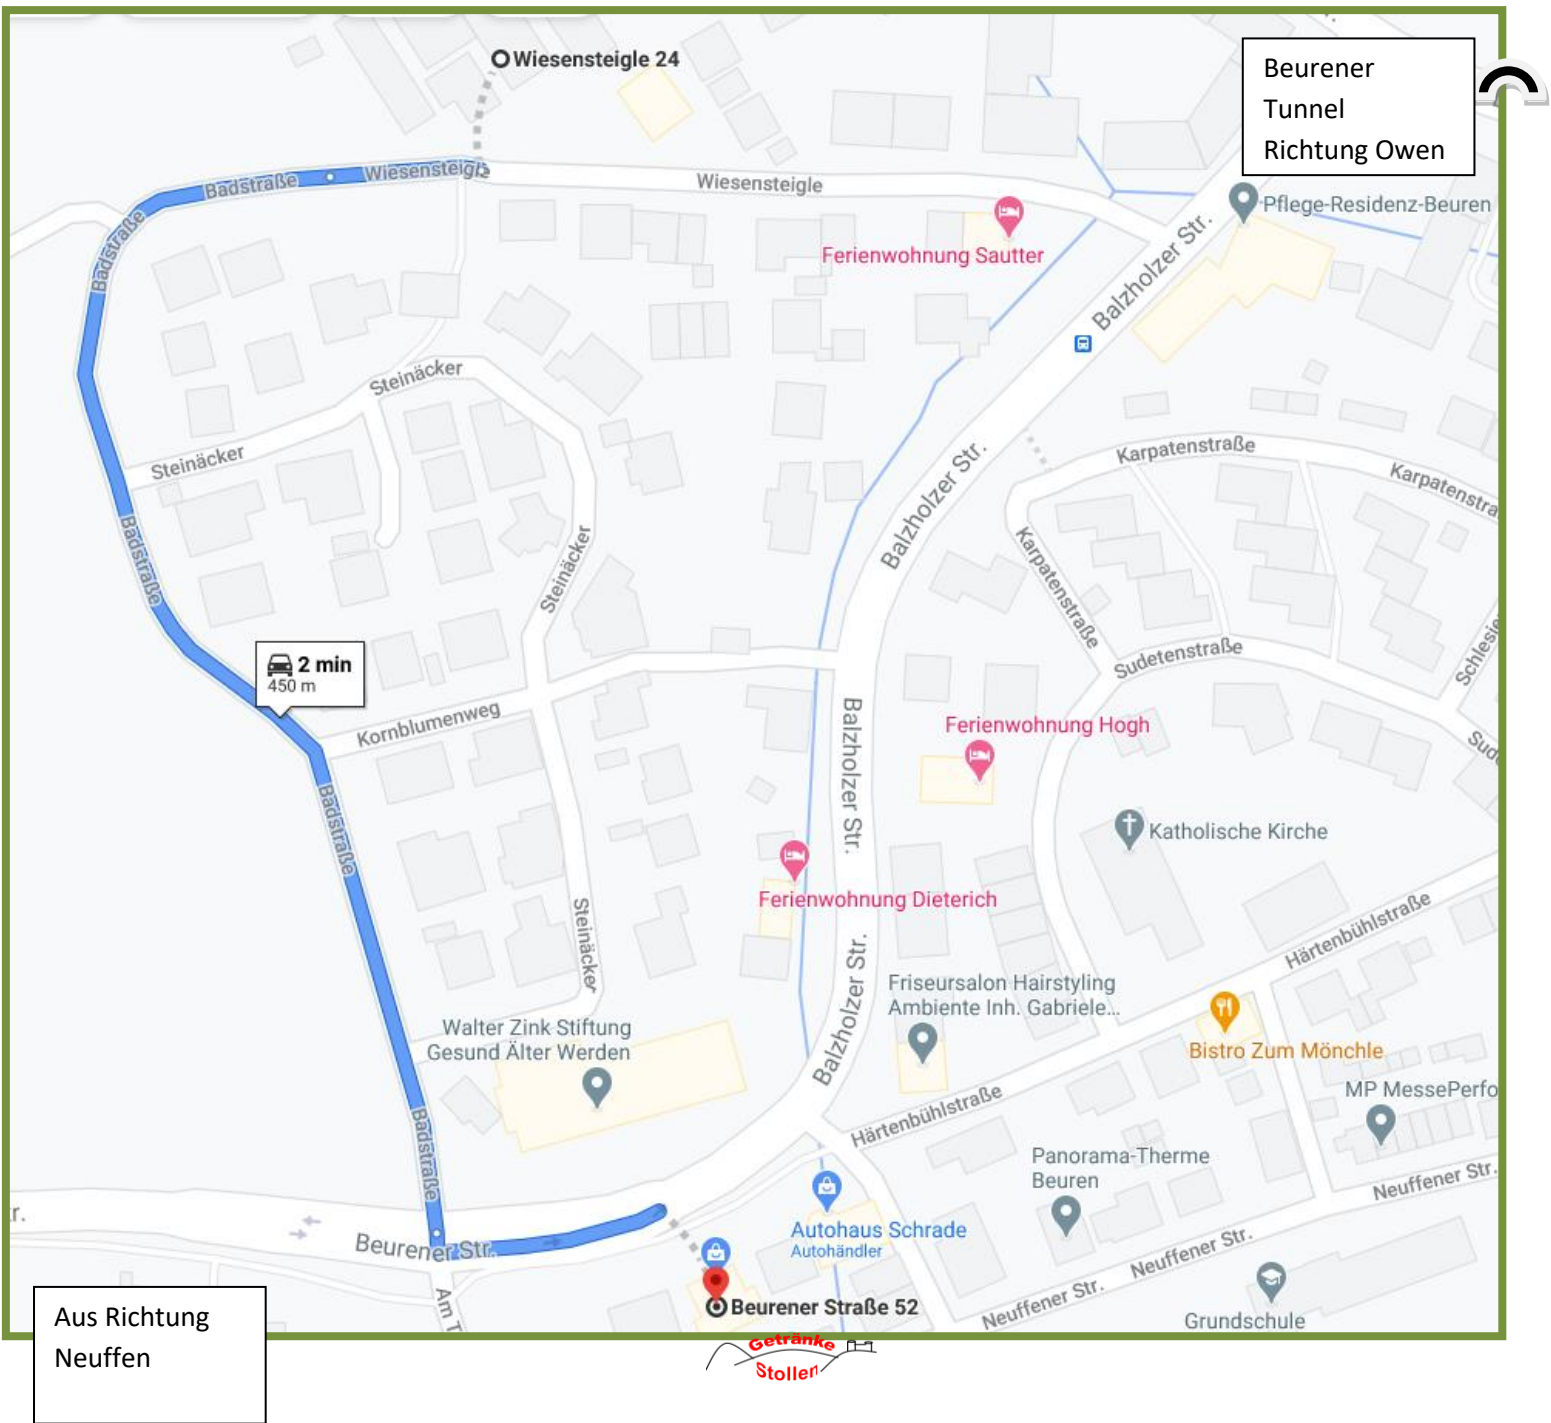 Wiesensteigle 24
Beurener
Tunnel
Richtung Owen
Badstraße
Wiesensteigle
Wiesensteigle
Pflege-Residenz-Beuren
Badstraße
Ferienwohnung Sautter
Balzholzer Str.
Steinäcker
Steinäcker
Balzholzer Str.
Karpatenstraße
Karpatenstra
Badstraße
Steinäcker
Karpatenstraße
Sudetenstraße
Schlesie
2 min
450 m
Kornblumenweg
Balzholzer Str.
Ferienwohnung Hogh
Sude
Badstraße
Katholische Kirche
Ferienwohnung Dieterich
Steinäcker
Balzholzer Str.
Härtenbühlstraße
Friseursalon Hairstyling
Ambiente Inh. Gabriele...
Walter Zink Stiftung
Gesund Älter Werden
Bistro Zum Mönchle
MP MessePerfo
Härtenbühlstraße
Badstraße
Panorama-Therme
Beuren
Neuffener Str.
r.
Beurener Str.
Autohaus Schrade
Autohändler
Neuffener Str.
Neuffener Str.
Am T
Beurener Straße 52
Grundschule
Aus Richtung
Neuffen
Getränke
Stollen